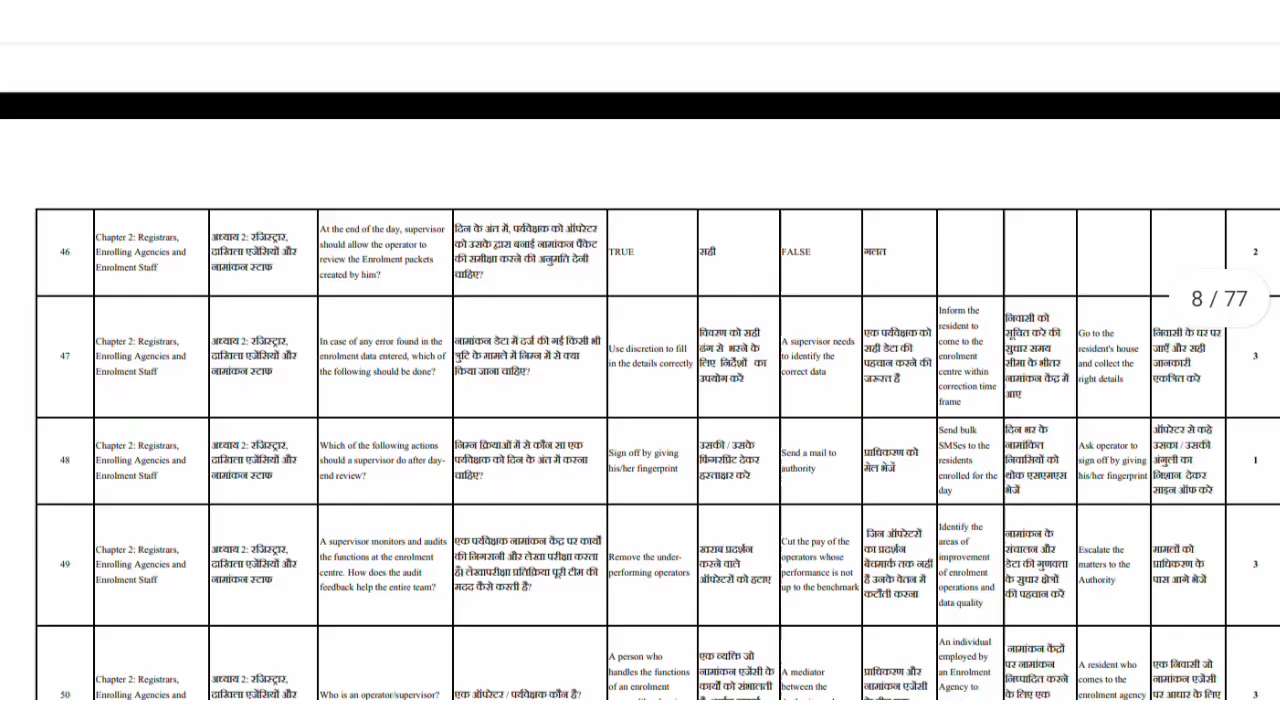 8 / 77
46
Chapter 2: Registrars,
Enrolling Agencies and
Enrolment Staff
अध्याय 2: रजिस्ट्रार,
दाखिला एजेंसियों और
नामांकन स्टाफ
At the end of the day, supervisor
should allow the operator to
review the Enrolment packets
created by him?
दिन के अंत में, पर्यवेक्षक को ऑपरेटर
को उसके द्वारा बनाई नामांकन पैकेट
की समीक्षा करने की अनुमति देनी
चाहिए?
TRUE
सही
FALSE
गलत
2
47
Chapter 2: Registrars,
Enrolling Agencies and
Enrolment Staff
अध्याय 2: रजिस्ट्रार,
दाखिला एजेंसियों और
नामांकन स्टाफ
In case of any error found in the
enrolment data entered, which of
the following should be done?
नामांकन डेटा में दर्ज की गई किसी भी
त्रुटि के मामले में निम्न में से क्या
किया जाना चाहिए?
Use discretion to fill
in the details correctly
विवरण को सही
ढंग से भरने के
लिए निर्देशों का
उपयोग करें
A supervisor needs
to identify the
correct data
एक पर्यवेक्षक को
सही डेटा की
पहचान करने की
जरूरत है
Inform the
resident to
come to the
enrolment
centre within
correction time
frame
निवासी को
सूचित करे की
सुधार समय
सीमा के भीतर
नामांकन केंद्र में
आए
Go to the
resident's house
and collect the
right details
निवासी के घर पर
जाएँ और सही
जानकारी
एकत्रित करे
3
48
Chapter 2: Registrars,
Enrolling Agencies and
Enrolment Staff
अध्याय 2: रजिस्ट्रार,
दाखिला एजेंसियों और
नामांकन स्टाफ
Which of the following actions
should a supervisor do after day-
end review?
निम्न क्रियाओं में से कौन सा एक
पर्यवेक्षक को दिन के अंत में करना
चाहिए?
Sign off by giving
his/her fingerprint
उसकी / उसके
फिंगरप्रिंट देकर
हस्ताक्षर करे
Send a mail to
authority
प्राधिकरण को
मेल भेजें
Send bulk
SMSes to the
residents
enrolled for the
day
दिन भर के
नामांकित
निवासियों को
थोक एसएमएस
भेजें
Ask operator to
sign off by giving
his/her fingerprint
ऑपरेटर से कहे
उसका / उसकी
अंगुली का
निशान देकर
साइन ऑफ करे
1
49
Chapter 2: Registrars,
Enrolling Agencies and
Enrolment Staff
अध्याय 2: रजिस्ट्रार,
दाखिला एजेंसियों और
नामांकन स्टाफ
A supervisor monitors and audits
the functions at the enrolment
centre. How does the audit
feedback help the entire team?
एक पर्यवेक्षक नामांकन केंद्र पर कार्यों
की निगरानी और लेखा परीक्षा करता
है। लेखापरीक्षा प्रतिक्रिया पूरी टीम की
मदद कैसे करती है?
Remove the under-
performing operators
खराब प्रदर्शन
करने वाले
ऑपरेटरों को हटाए
Cut the pay of the
operators whose
performance is not
up to the benchmark
जिन ऑपरेटरों
का प्रदर्शन
बेंचमार्क तक नहीं
है उनके वेतन में
कटौती करना
Identify the
areas of
improvement
of enrolment
operations and
data quality
नामांकन के
संचालन और
डेटा की गुणवत्ता
के सुधार क्षेत्रों
की पहचान करें
Escalate the
matters to the
Authority
मामलों को
प्राधिकरण के
पास आगे भेजें
3
50
Chapter 2: Registrars,
Enrolling Agencies and
अध्याय 2: रजिस्ट्रार,
दाखिला एजेंसियों और
Who is an operator/supervisor?
एक ऑपरेटर / पर्यवेक्षक कौन है?
A person who
handles the functions
of an enrolment
एक व्यक्ति जो
नामांकन एजेंसी के
कार्यों को संभालती
A mediator
between the
प्राधिकरण और
नामांकन एजेंसी
An individual
employed by
an Enrolment
Agency to
नामांकन केंद्रों
पर नामांकन
निष्पादित करने
के लिए एक
A resident who
comes to the
enrolment agency
एक निवासी जो
नामांकन एजेंसी
पर आधार के लिए
3